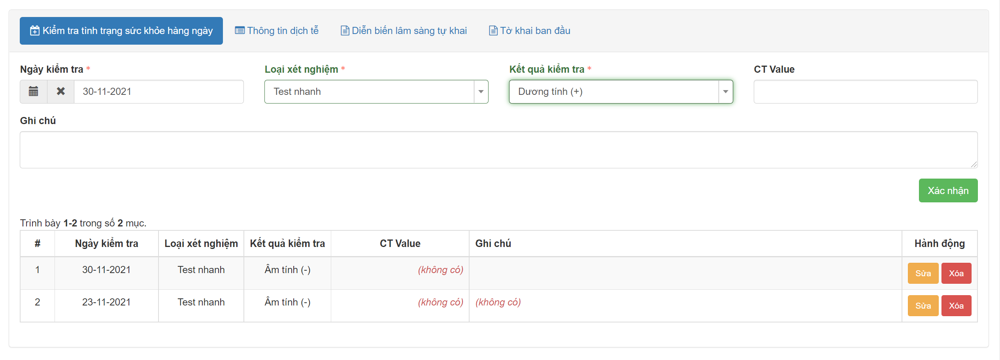 Kiểm tra tình trạng sức khỏe hàng ngày Thông tin dịch tễ Diễn biến lâm sàng tự khai Tờ khai ban đầu
Ngày kiểm tra * Loại xét nghiệm * Kết quả kiểm tra * CT Value
30-11-2021 Test nhanh Dương tính (+)
Ghi chú
Xác nhận
Trình bày 1-2 trong số 2 mục.
# Ngày kiểm tra Loại xét nghiệm Kết quả kiểm tra CT Value Ghi chú Hành động
1 30-11-2021 Test nhanh Âm tính (-) (không có) Sửa Xóa
2 23-11-2021 Test nhanh Âm tính (-) (không có) (không có) Sửa Xóa